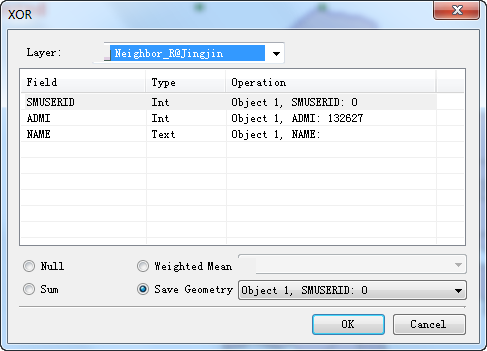 XOR
Layer: Neighbor_R@Jingjin
Field Type Operation
SMUSERID Int Object 1, SMUSERID: 0
ADMI Int Object 1, ADMI: 132627
NAME Text Object 1, NAME:
Null Weighted Mean
Sum Save Geometry Object 1, SMUSERID: 0
OK Cancel